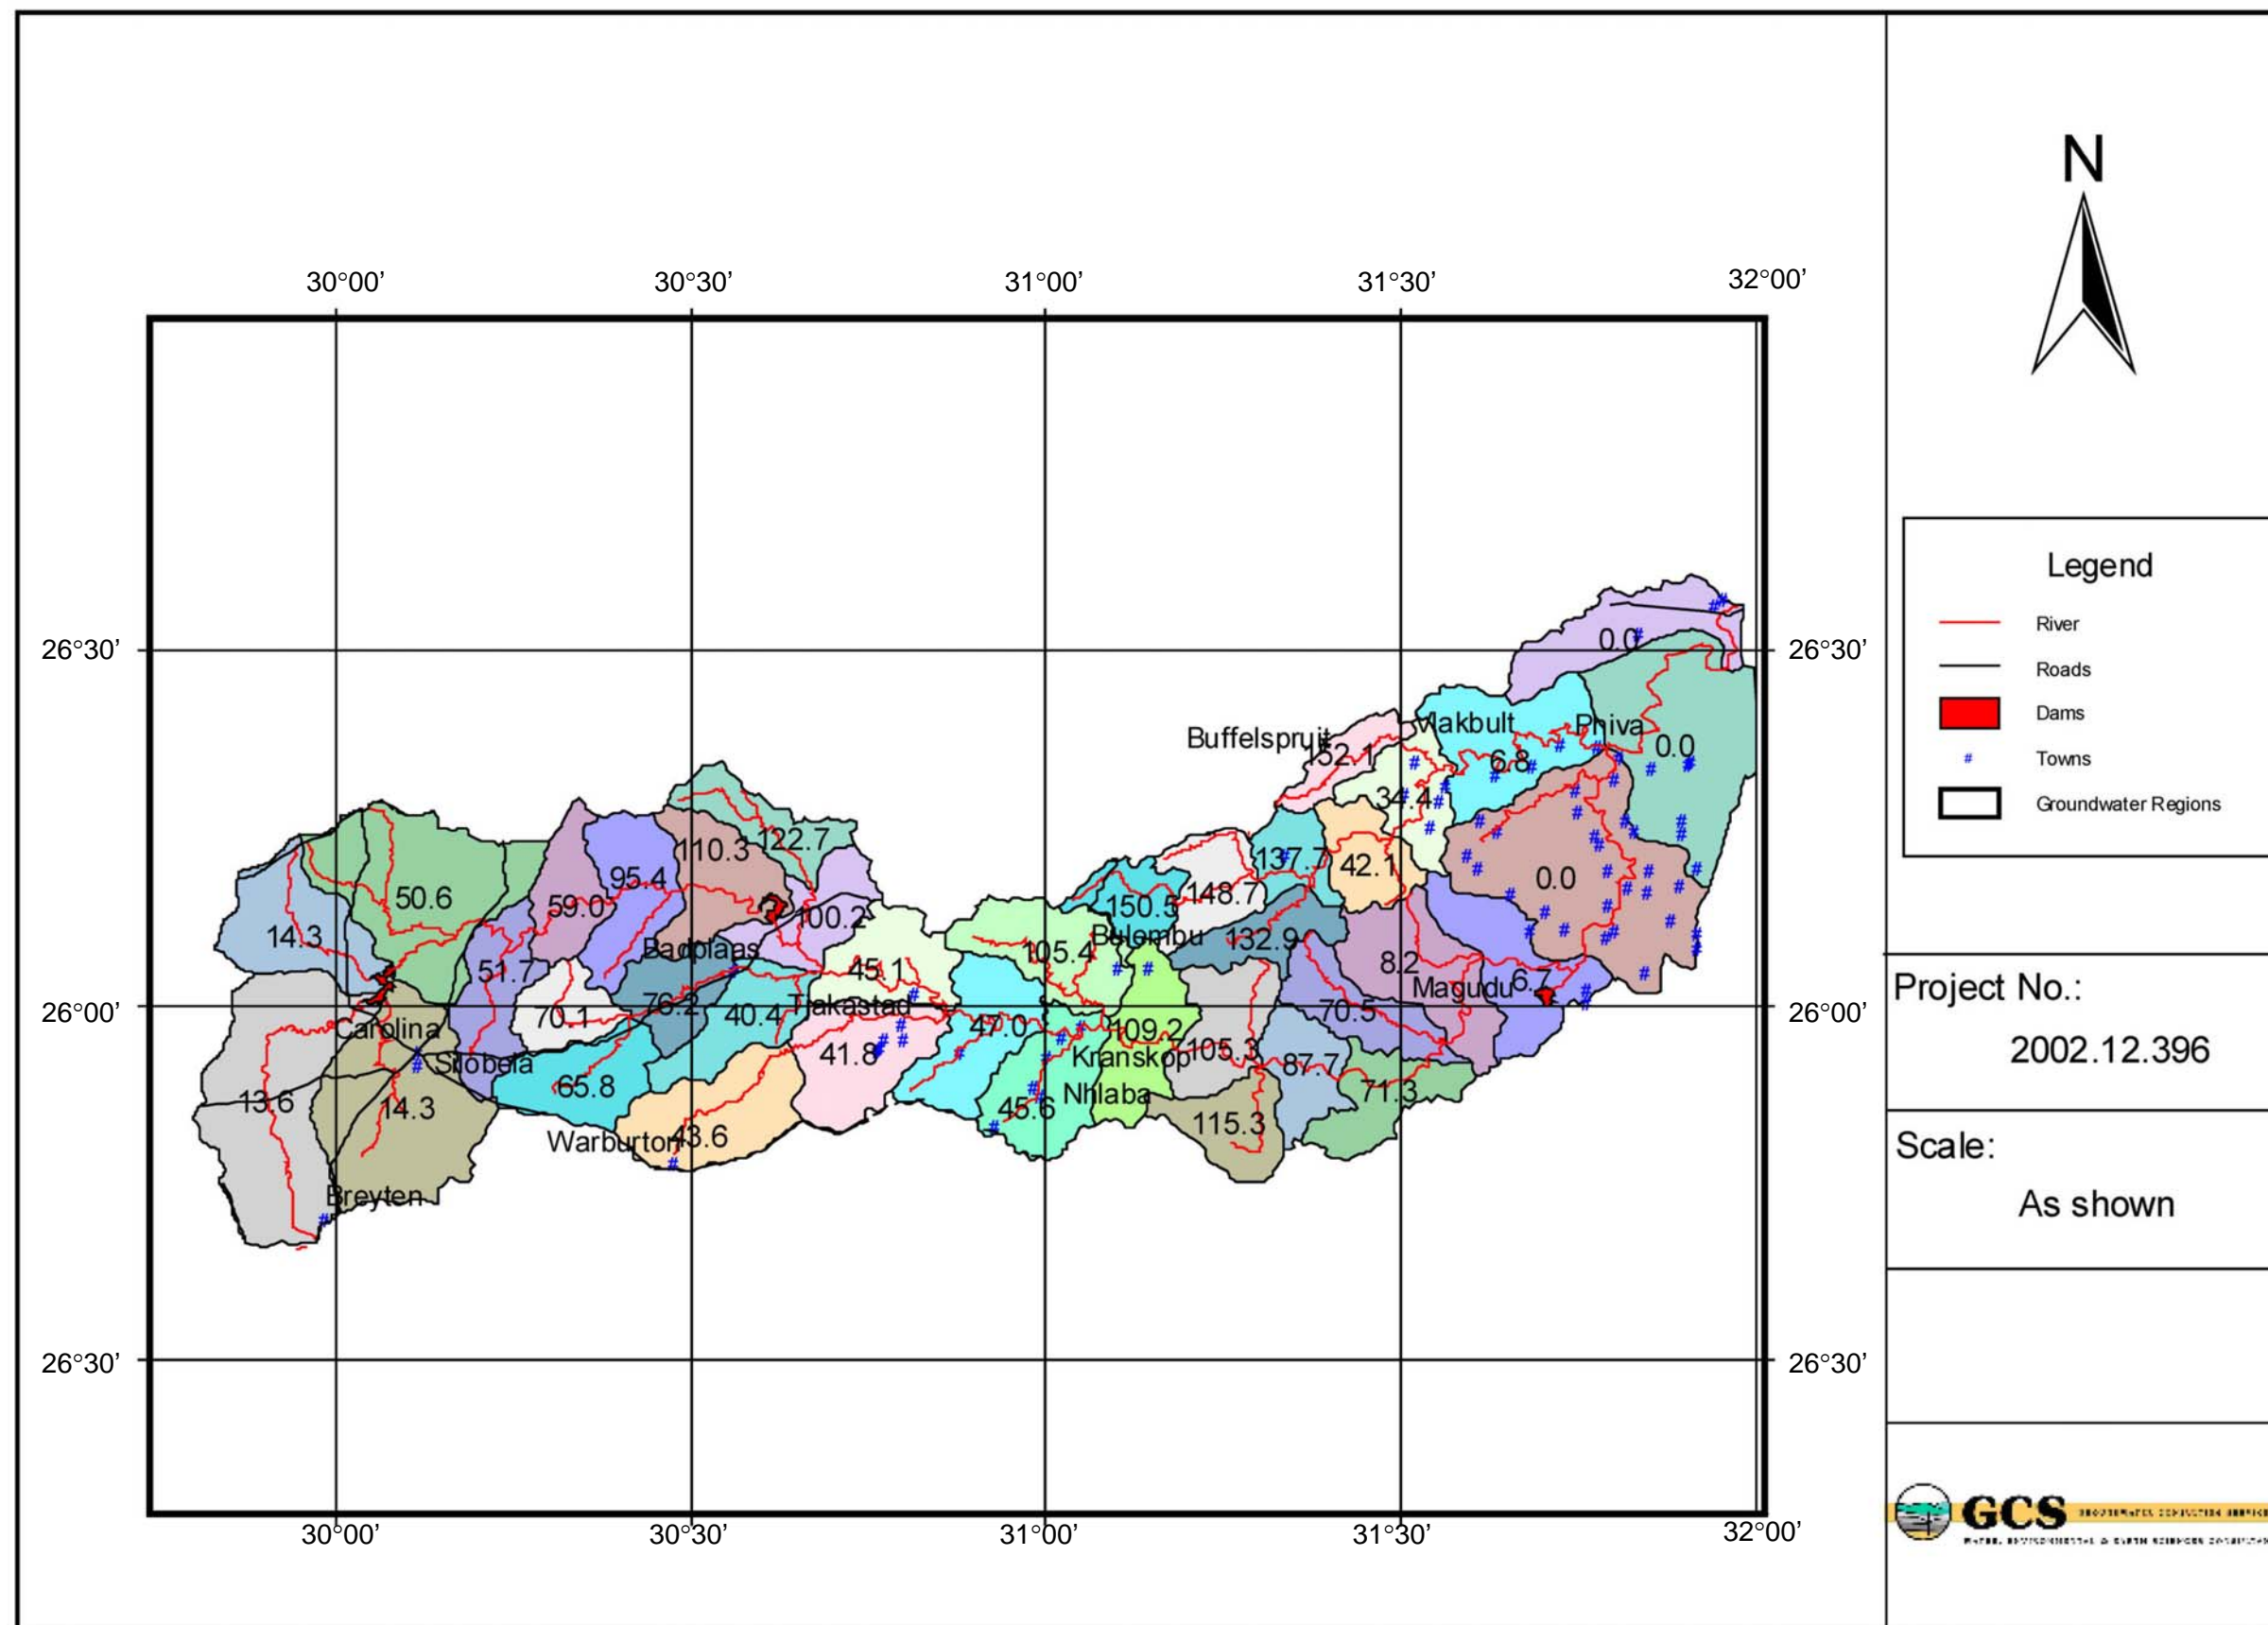 N
30°00’ 30°30’ 31°00’ 31°30’ 32°00’
26°30’ 26°30’
26°00’ 26°00’
26°30’ 26°30’
30°00’ 30°30’ 31°00’ 31°30’ 32°00’
0.0
Buffelspruit
Vlakbult
Phiva
152.1
6.8
0.0
34.4
110.3
122.7
137.7
42.1
95.4
50.6
148.7
0.0
59.0
150.5
100.2
14.3
Badplaas
105.4
Bulembu
132.9
51.7
45.1
8.2
Magudu
6.7
76.2
Tjakastad
70.1
40.4
70.5
Carolina
47.0
109.2
Silobela
41.8
Kranskop
105.3
87.7
65.8
Nhlaba
71.3
13.6
14.3
45.6
115.3
Warburton
43.6
Breyten
Legend
River
Roads
Dams
# Towns
Groundwater Regions
Project No.:
2002.12.396
Scale:
As shown
GCS